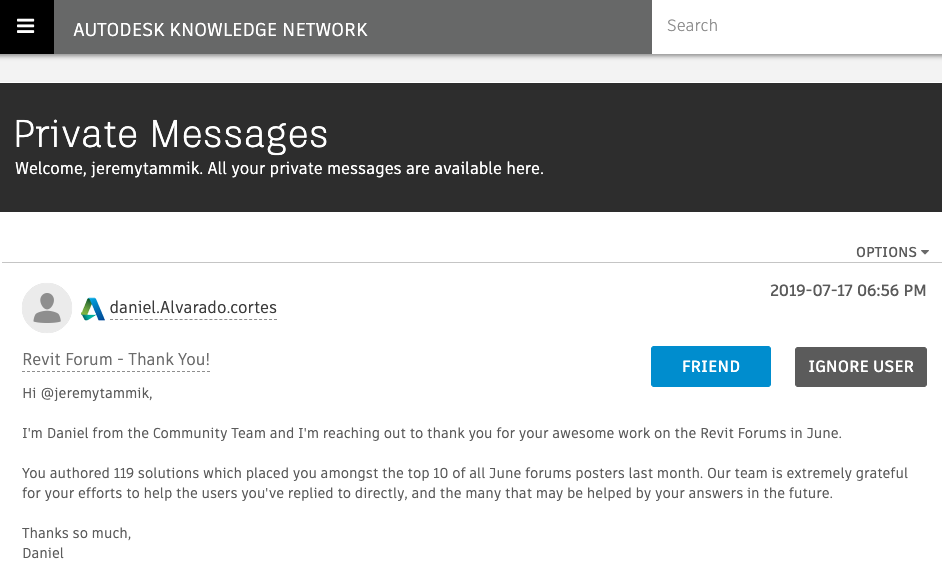 AUTODESK KNOWLEDGE NETWORK
Search
Private Messages
Welcome, jeremytammik. All your private messages are available here.
OPTIONS
2019-07-17 06:56 PM
daniel.Alvarado.cortes
Revit Forum - Thank You!
FRIEND
IGNORE USER
Hi @jeremytammik,
I'm Daniel from the Community Team and I'm reaching out to thank you for your awesome work on the Revit Forums in June.
You authored 119 solutions which placed you amongst the top 10 of all June forums posters last month. Our team is extremely grateful
for your efforts to help the users you've replied to directly, and the many that may be helped by your answers in the future.
Thanks so much,
Daniel